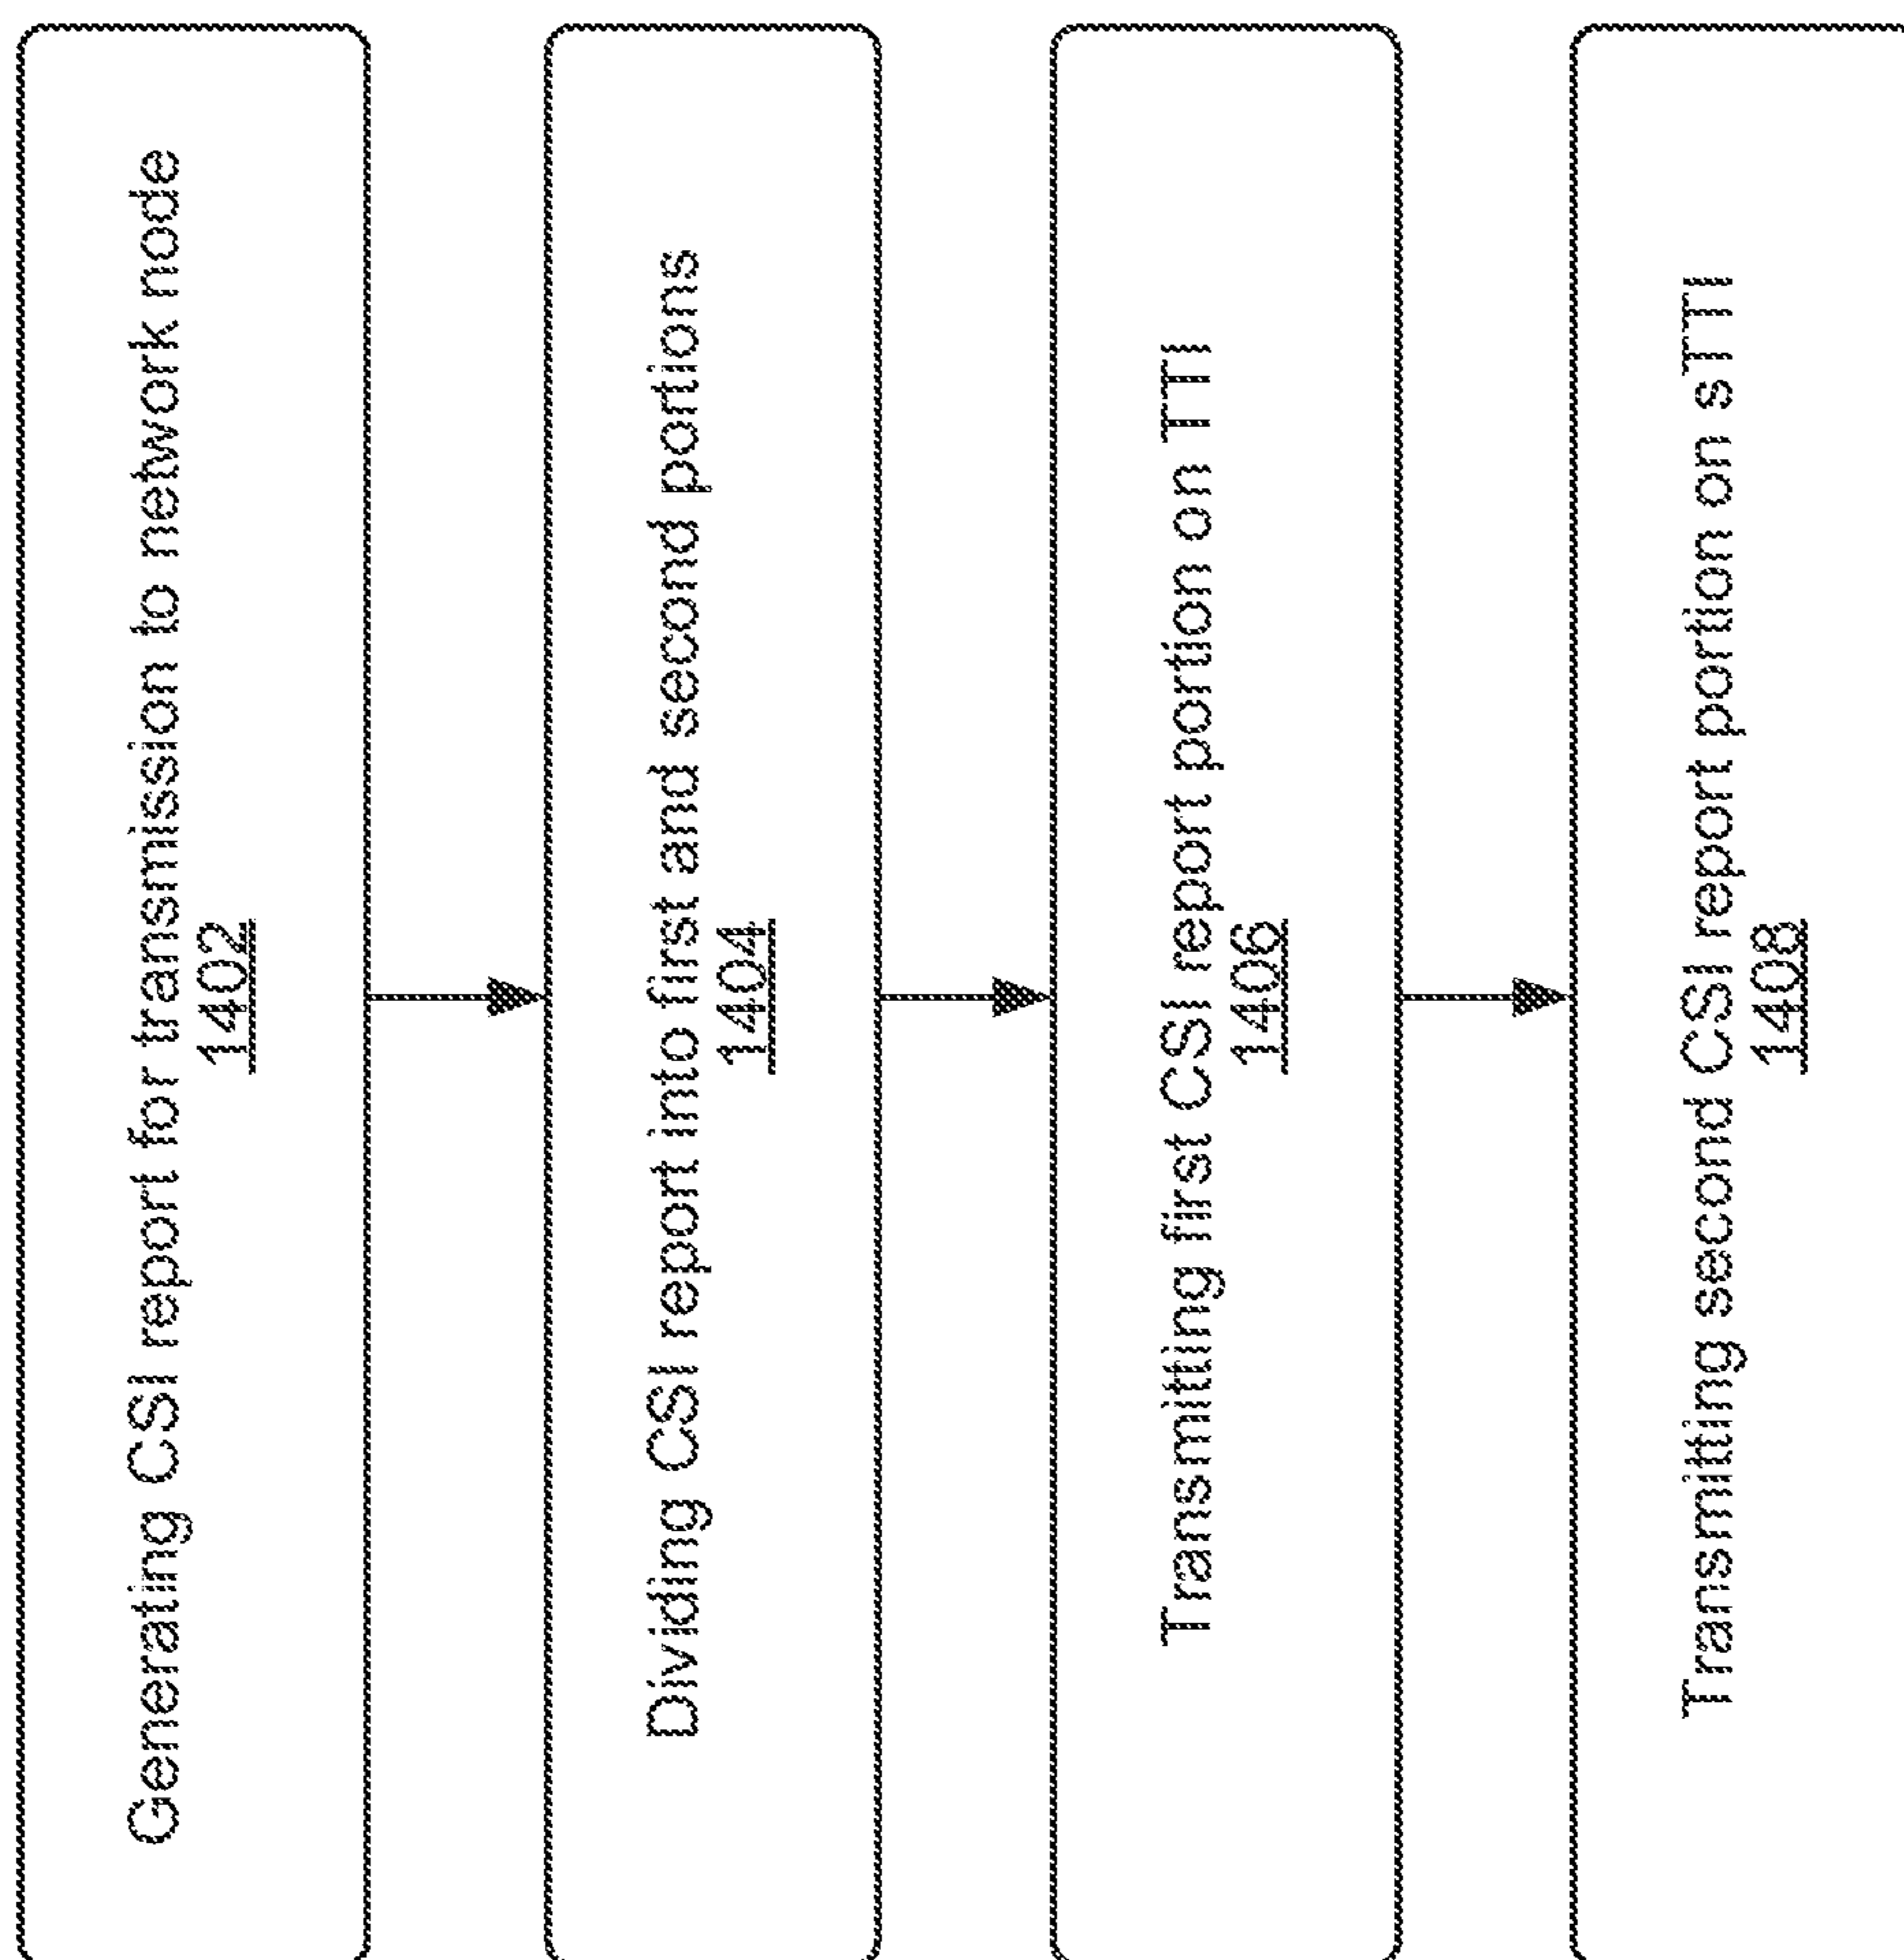 Generating CSI report for transmission to network node
1402
Dividing CSI report into first and second portions
1404
Transmitting first CSI report portion on TTI
1406
Transmitting second CSI report portion on sTTI
1408